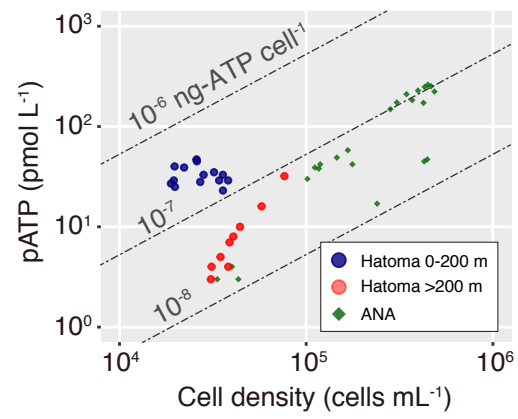 10³
10²
10¹
10⁰
pATP (pmol L⁻¹)
10⁻⁶ ng-ATP cell⁻¹
10⁻⁷
10⁻⁸
Hatoma 0-200 m
Hatoma >200 m
ANA
10⁴
10⁵
10⁶
Cell density (cells mL⁻¹)